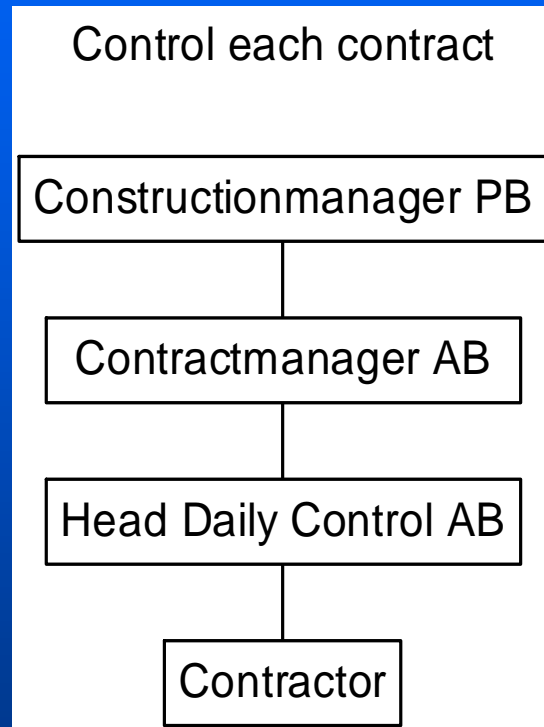 Control each contract
Constructionmanager PB
Contractmanager AB
Head Daily Control AB
Contractor